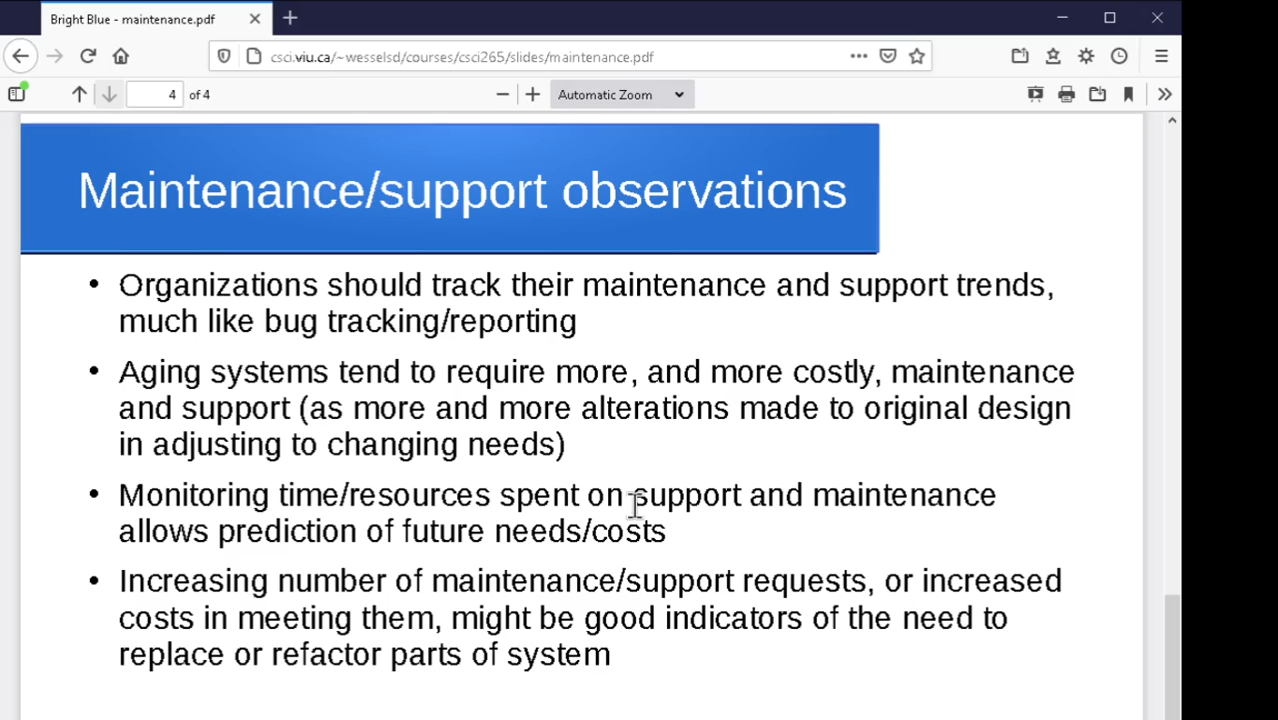 Bright Blue - maintenance.pdf
csci.viu.ca/~wesselsd/courses/csci265/slides/maintenance.pdf
4 of 4
Automatic Zoom
Maintenance/support observations
• Organizations should track their maintenance and support trends,
much like bug tracking/reporting
• Aging systems tend to require more, and more costly, maintenance
and support (as more and more alterations made to original design
in adjusting to changing needs)
• Monitoring time/resources spent on support and maintenance
allows prediction of future needs/costs
• Increasing number of maintenance/support requests, or increased
costs in meeting them, might be good indicators of the need to
replace or refactor parts of system